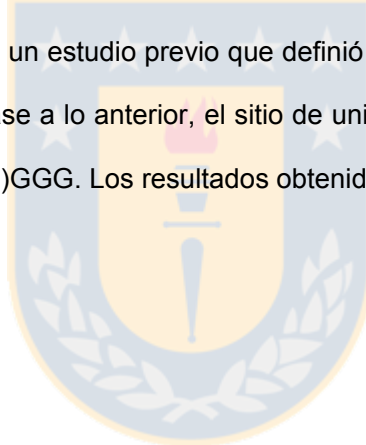 un estudio previo que definió
se a lo anterior, el sitio de uni
)GGG. Los resultados obtenid